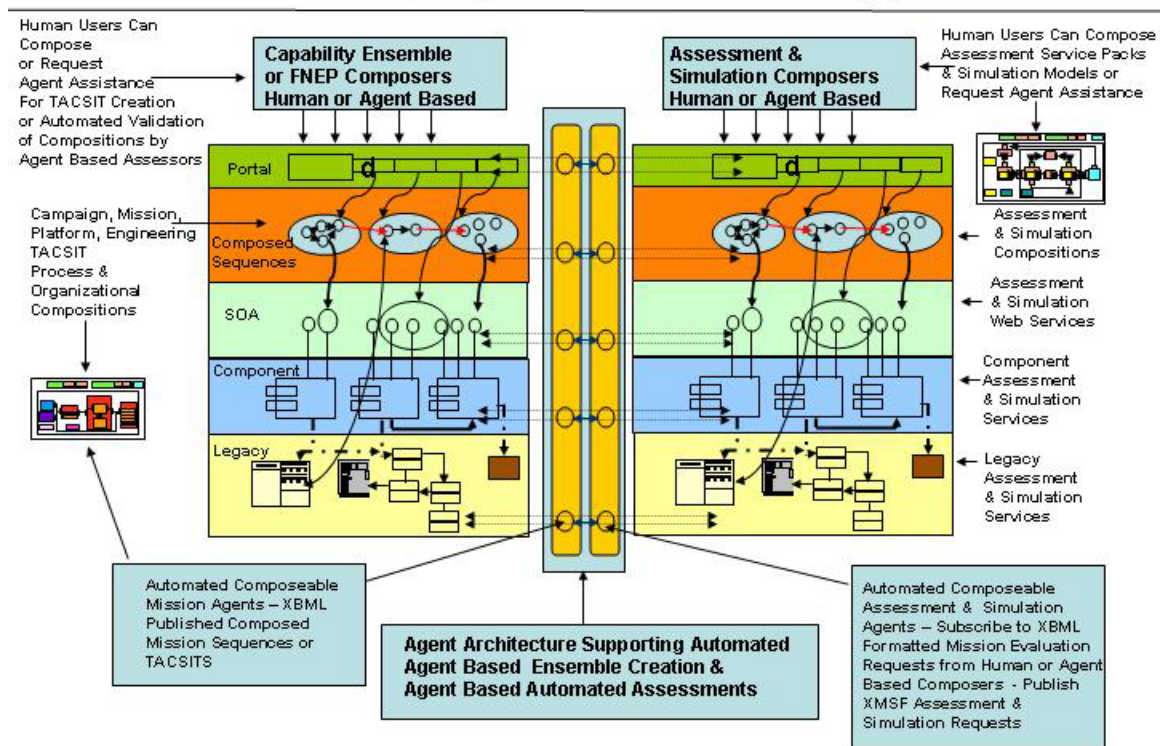 Human Users Can
Compose
or Request
Agent Assistance
For TACSIT Creation
or Automated Validation
of Compositions by
Agent Based Assessors
Capability Ensemble
or FNEP Composers
Human or Agent Based
Assessment &
Simulation Composers
Human or Agent Based
Human Users Can Compose
Assessment Service Packs
& Simulation Models or
Request Agent Assistance
Portal
d
d
Campaign, Mission,
Platform, Engineering
TACSIT
Process &
Organizational
Compositions
Composed
Sequences
Assessment
& Simulation
Compositions
SOA
Assessment
& Simulation
Web Services
Component
Component
Assessment
& Simulation
Services
Legacy
Legacy
Assessment
& Simulation
Services
Automated Composeable
Mission Agents – XBML
Published Composed
Mission Sequences or
TACSITS
Agent Architecture Supporting Automated
Agent Based Ensemble Creation &
Agent Based Automated Assessments
Automated Composeable
Assessment & Simulation
Agents – Subscribe to XBML
Formatted Mission Evaluation
Requests from Human or Agent
Based Composers - Publish
XMSF Assessment &
Simulation Requests